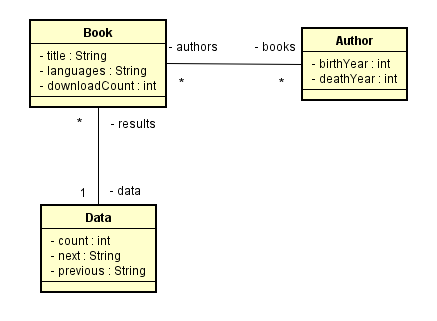 Book
- title : String
- languages : String
- downloadCount : int
- authors
- books
*
*
Author
- birthYear : int
- deathYear : int
*
- results
1
- data
Data
- count : int
- next : String
- previous : String